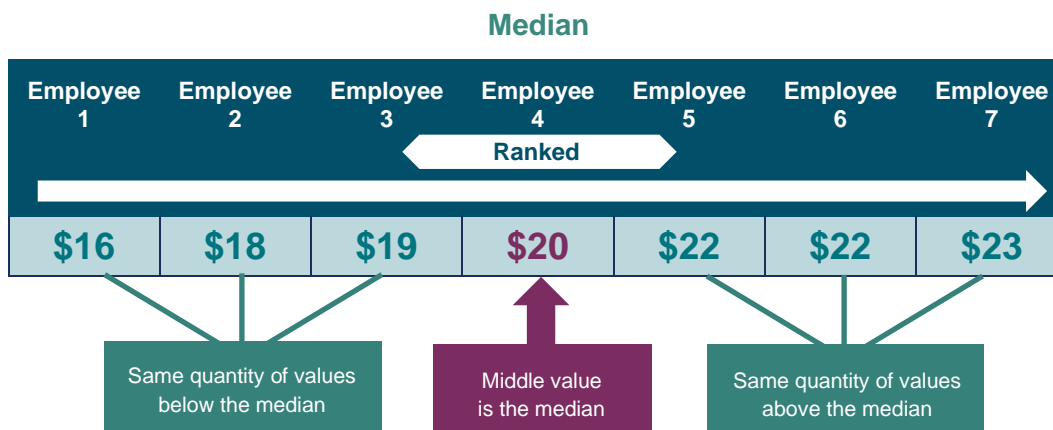 Median
Employee 1
Employee 2
Employee 3
Employee 4
Employee 5
Employee 6
Employee 7
Ranked
$16 $18 $19 $20 $22 $22 $23
Same quantity of values
below the median
Middle value
is the median
Same quantity of values
above the median